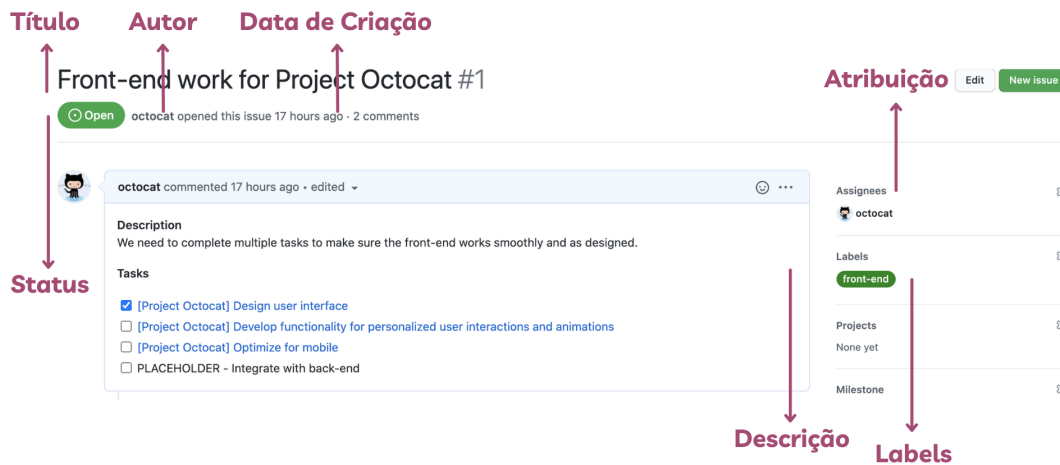 Título Autor Data de Criação
Front-end work for Project Octocat #1
Atribuição Edit New issue
Open octocat opened this issue 17 hours ago · 2 comments
octocat commented 17 hours ago • edited
Assignees
octocat
Description
We need to complete multiple tasks to make sure the front-end works smoothly and as designed.
Labels
front-end
Status
Tasks
[Project Octocat] Design user interface
[Project Octocat] Develop functionality for personalized user interactions and animations
[Project Octocat] Optimize for mobile
PLACEHOLDER - Integrate with back-end
Projects
None yet
Milestone
Descrição
Labels